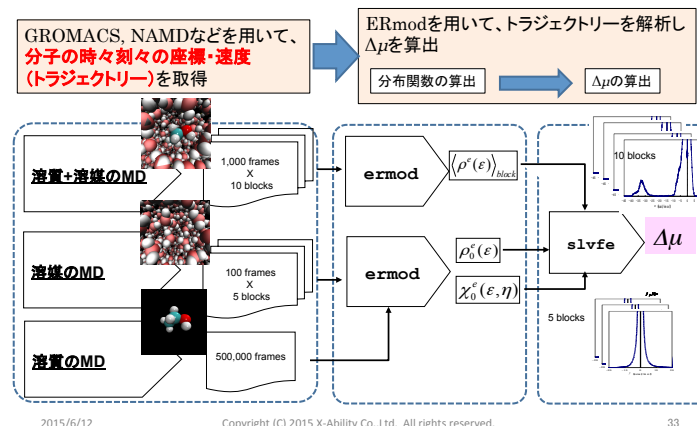 GROMACS, NAMDなどを用いて、
分子の時々刻々の座標・速度
(トラジェクトリー)を取得
ERmodを用いて、トラジェクトリーを解析し
Δμを算出
分布関数の算出
Δμの算出
溶質+溶媒のMD
1,000 frames
X
10 blocks
ermod
⟨ρᵉ(ε)⟩block
10 blocks
溶媒のMD
100 frames
X
5 blocks
ermod
ρ₀ᵉ(ε)
χ₀ᵉ(ε,η)
slvfe
Δμ
5 blocks
溶質のMD
500,000 frames
2015/6/12
Copyright (C) 2015 X-Ability Co.,Ltd. All rights reserved.
33